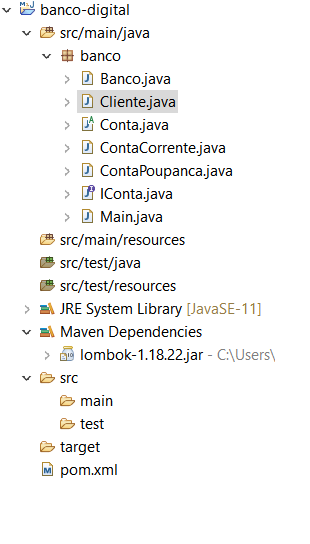 banco-digital
src/main/java
banco
Banco.java
Cliente.java
Conta.java
ContaCorrente.java
ContaPoupanca.java
IConta.java
Main.java
src/main/resources
src/test/java
src/test/resources
JRE System Library [JavaSE-11]
Maven Dependencies
lombok-1.18.22.jar - C:\Users\
src
main
test
target
pom.xml